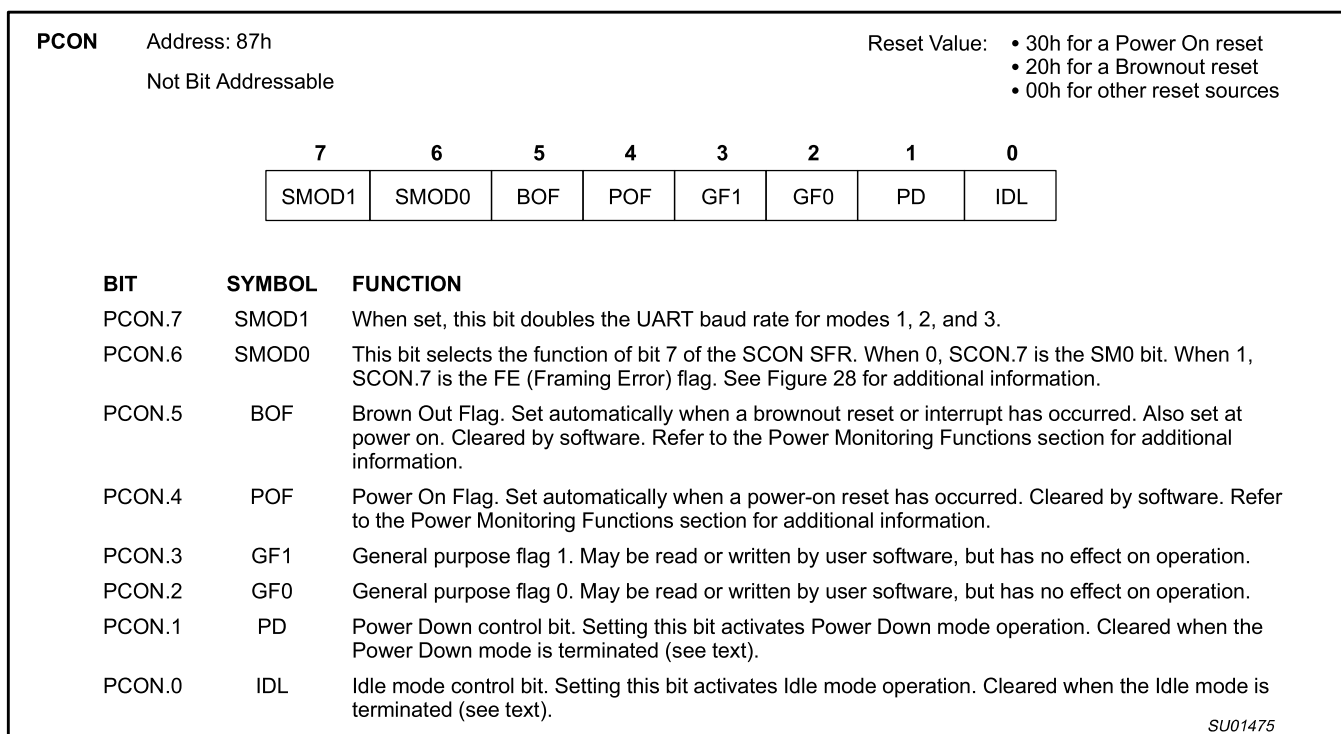 PCON Address: 87h Reset Value: • 30h for a Power On reset
Not Bit Addressable • 20h for a Brownout reset
• 00h for other reset sources
7 6 5 4 3 2 1 0
SMOD1 SMOD0 BOF POF GF1 GF0 PD IDL
BIT SYMBOL FUNCTION
PCON.7 SMOD1 When set, this bit doubles the UART baud rate for modes 1, 2, and 3.
PCON.6 SMOD0 This bit selects the function of bit 7 of the SCON SFR. When 0, SCON.7 is the SM0 bit. When 1,
SCON.7 is the FE (Framing Error) flag. See Figure 28 for additional information.
PCON.5 BOF Brown Out Flag. Set automatically when a brownout reset or interrupt has occurred. Also set at
power on. Cleared by software. Refer to the Power Monitoring Functions section for additional
information.
PCON.4 POF Power On Flag. Set automatically when a power-on reset has occurred. Cleared by software. Refer
to the Power Monitoring Functions section for additional information.
PCON.3 GF1 General purpose flag 1. May be read or written by user software, but has no effect on operation.
PCON.2 GF0 General purpose flag 0. May be read or written by user software, but has no effect on operation.
PCON.1 PD Power Down control bit. Setting this bit activates Power Down mode operation. Cleared when the
Power Down mode is terminated (see text).
PCON.0 IDL Idle mode control bit. Setting this bit activates Idle mode operation. Cleared when the Idle mode is
terminated (see text).
SU01475